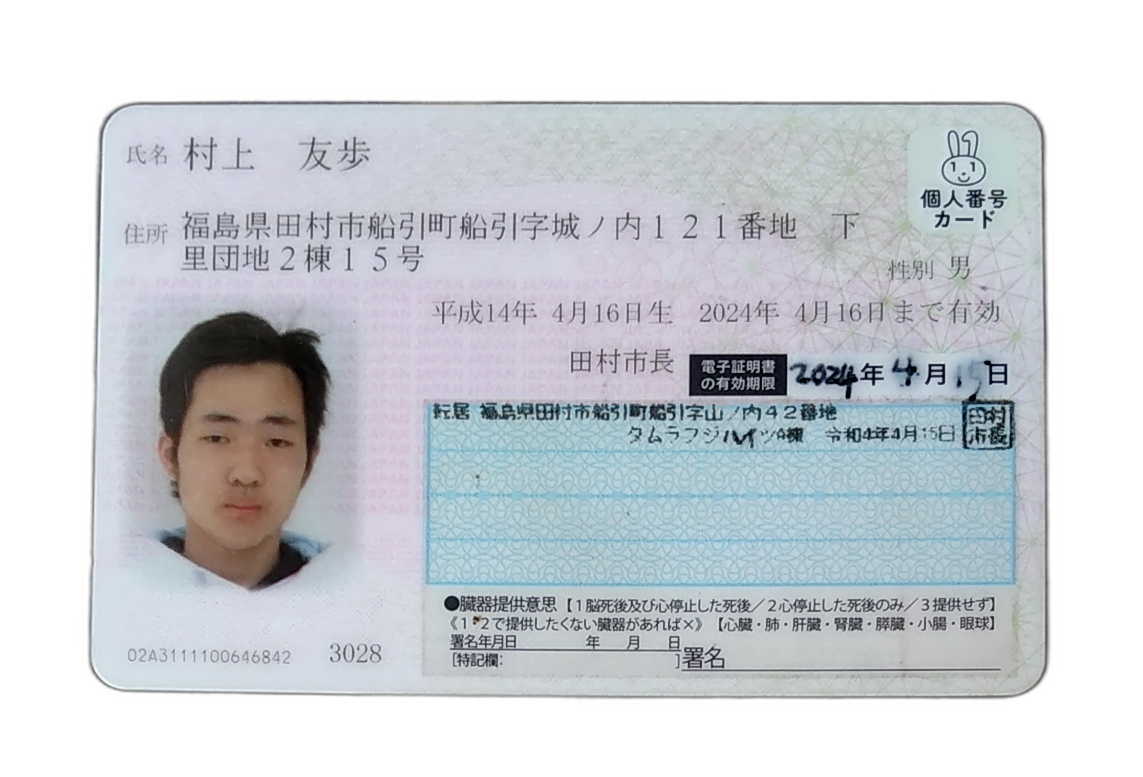 氏名 村上 友歩
個人番号
カード
住所 福島県田村市船引町船引字城ノ内121番地 下
里団地2棟15号
性別 男
平成14年 4月16日生 2024年 4月16日まで有効
田村市長 電子証明書の有効期限 2024年 4月15日
転居 福島県田村市船引町船引字山ノ内42番地
タムラフジハイツA棟 令和4年4月15日 田村市長
●臓器提供意思【1脳死後及び心停止した死後/2心停止した死後のみ/3提供せず】
《1・2で提供したくない臓器があれば×》【心臓・肺・肝臓・腎臓・膵臓・小腸・眼球】
署名年月日 年 月 日
[特記欄: ]署名
02A3111100646842 3028